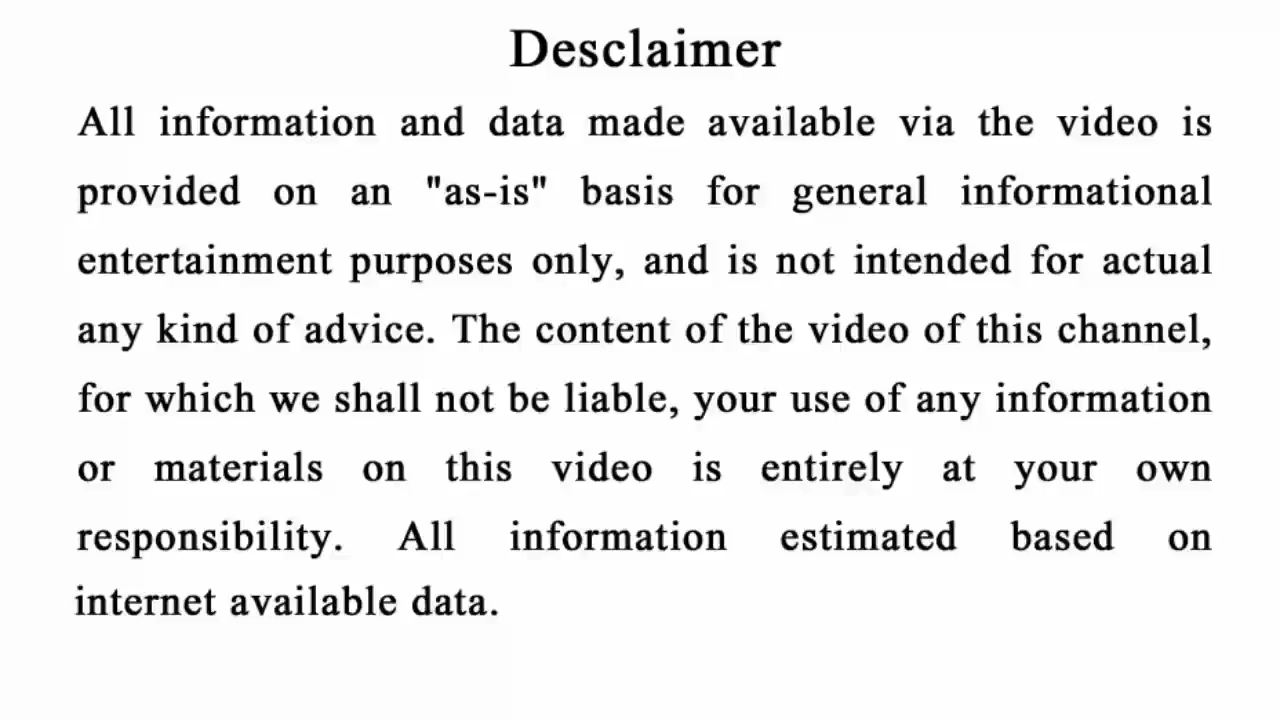 Desclaimer
All information and data made available via the video is
provided on an "as-is" basis for general informational
entertainment purposes only, and is not intended for actual
any kind of advice. The content of the video of this channel,
for which we shall not be liable, your use of any information
or materials on this video is entirely at your own
responsibility. All information estimated based on
internet available data.